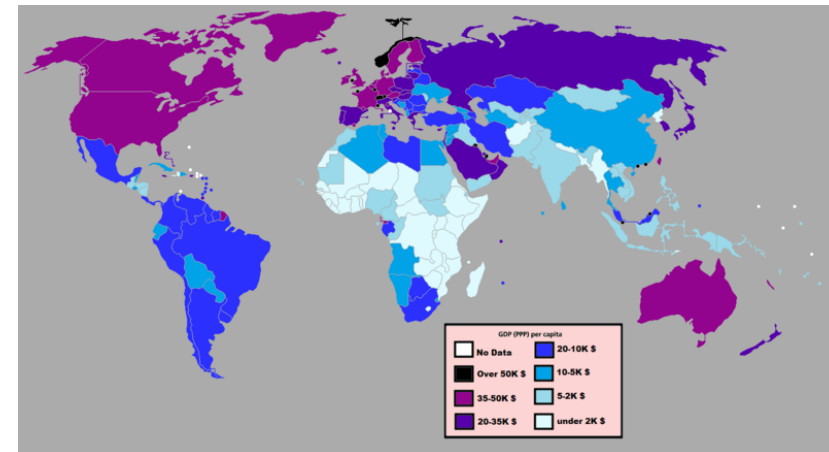 GDP (PPP) per capita
No Data
20-10K $
Over 50K $
10-5K $
35-50K $
5-2K $
20-35K $
under 2K $